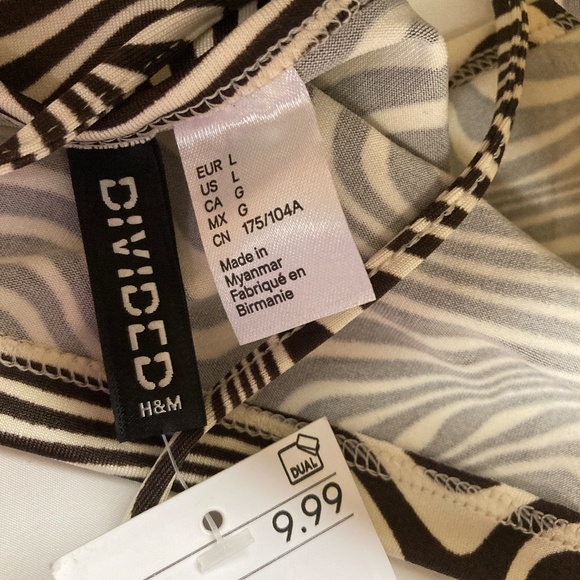 DIVIDED
H&M
EUR L
US L
CA G
MX G
CN 175/104A
Made in
Myanmar
Fabriqué en
Birmanie
DUAL
9.99